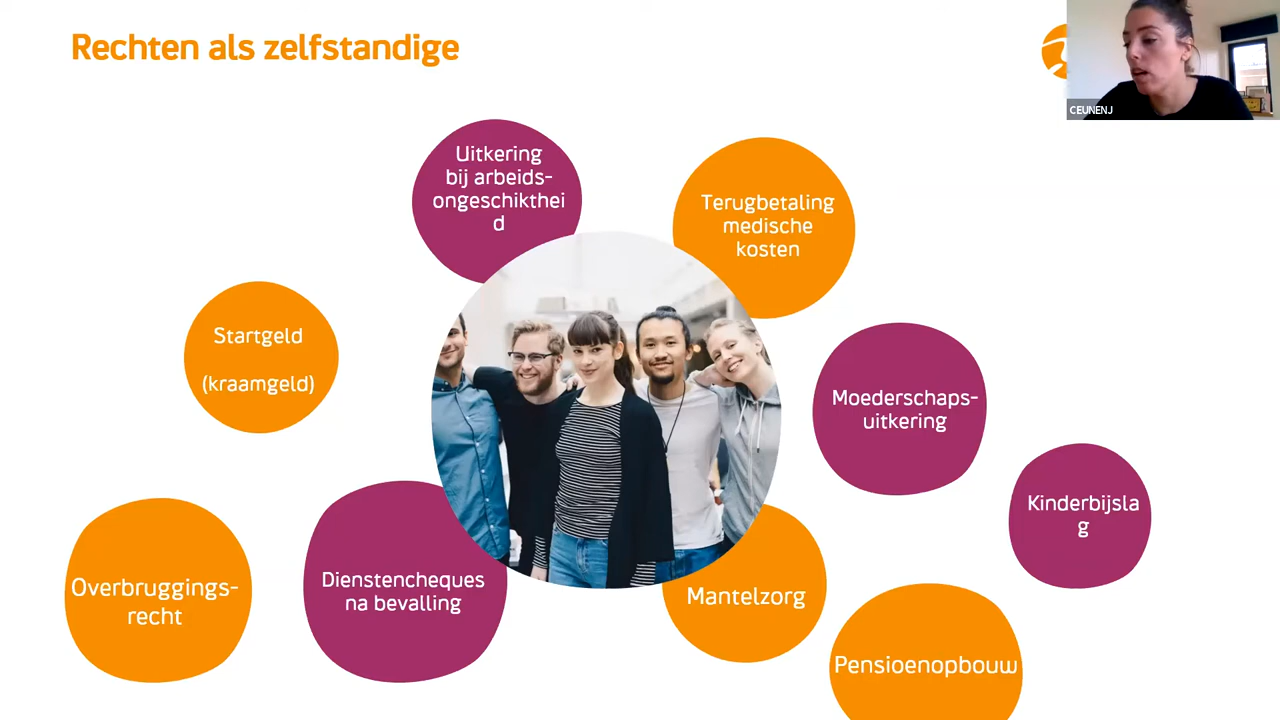 Rechten als zelfstandige
CEUNENJ
Uitkering
bij arbeids-
ongeschikthei
d
Terugbetaling
medische
kosten
Startgeld
(kraamgeld)
Moederschaps-
uitkering
Kinderbijsla
g
Overbruggings-
recht
Dienstencheques
na bevalling
Mantelzorg
Pensioenopbouw